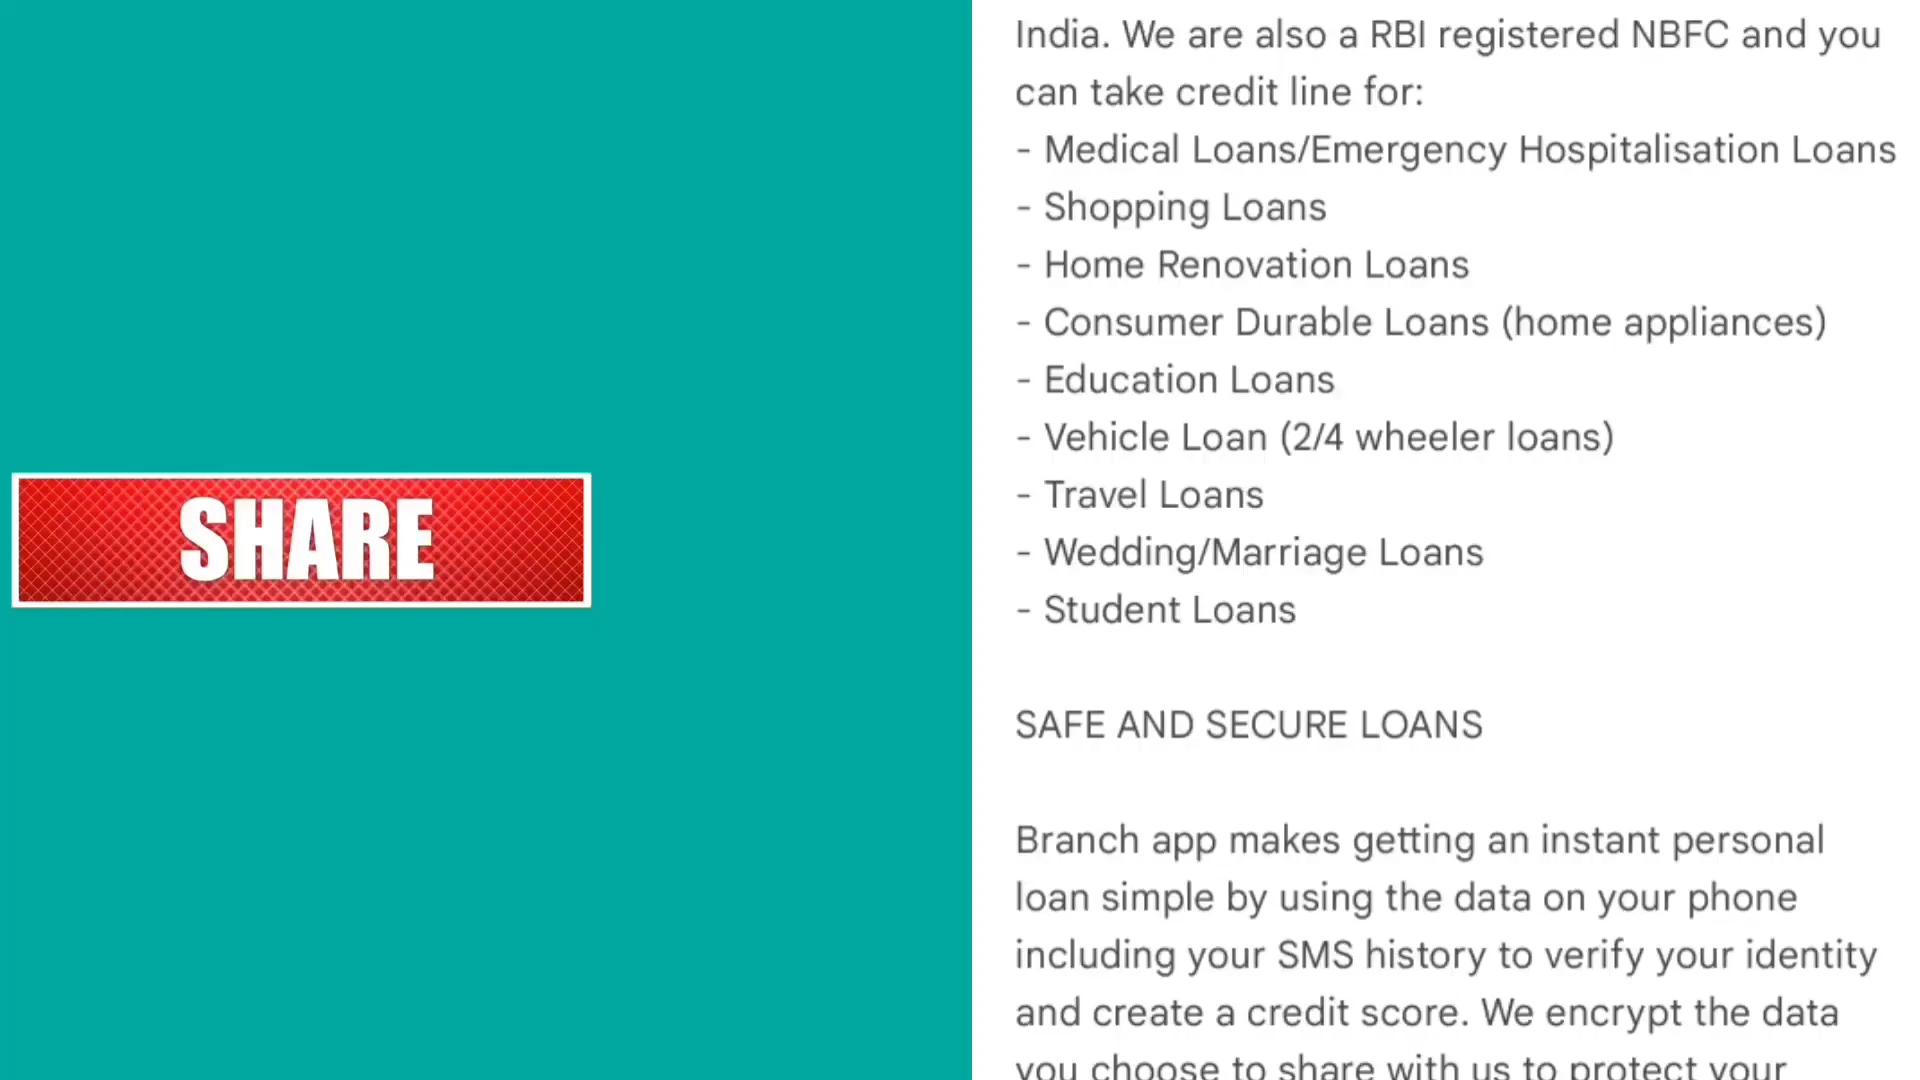 SHARE
India. We are also a RBI registered NBFC and you
can take credit line for:
- Medical Loans/Emergency Hospitalisation Loans
- Shopping Loans
- Home Renovation Loans
- Consumer Durable Loans (home appliances)
- Education Loans
- Vehicle Loan (2/4 wheeler loans)
- Travel Loans
- Wedding/Marriage Loans
- Student Loans
SAFE AND SECURE LOANS
Branch app makes getting an instant personal
loan simple by using the data on your phone
including your SMS history to verify your identity
and create a credit score. We encrypt the data
you choose to share with us to protect your